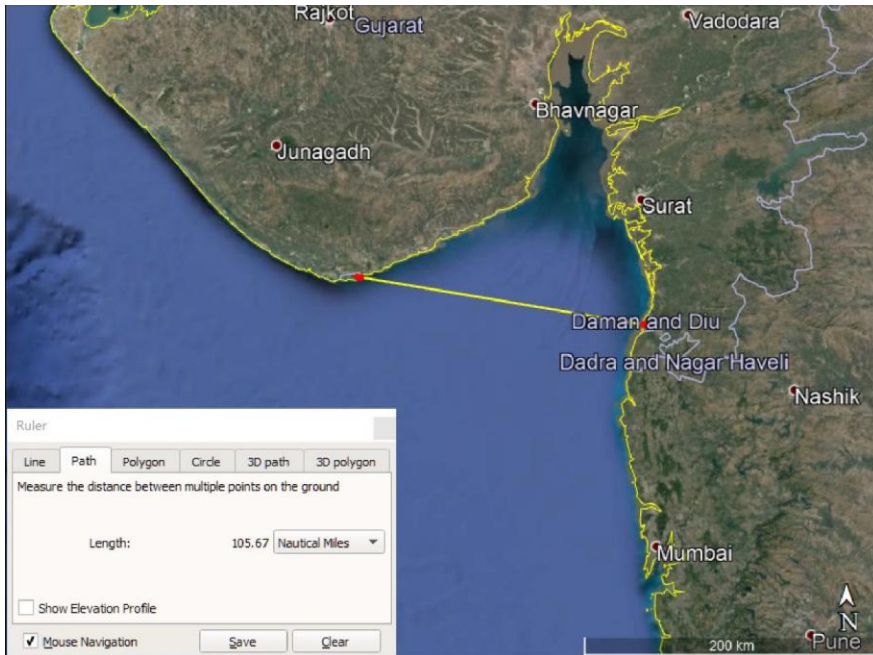 Rajkot
Gujarat
Vadodara
Bhavnagar
Junagadh
Surat
Daman and Diu
Dadra and Nagar Haveli
Nashik
Ruler
Line Path Polygon Circle 3D path 3D polygon
Measure the distance between multiple points on the ground
Length: 105.67 Nautical Miles
Show Elevation Profile
Mouse Navigation Save Clear
Mumbai
N
200 km
Pune